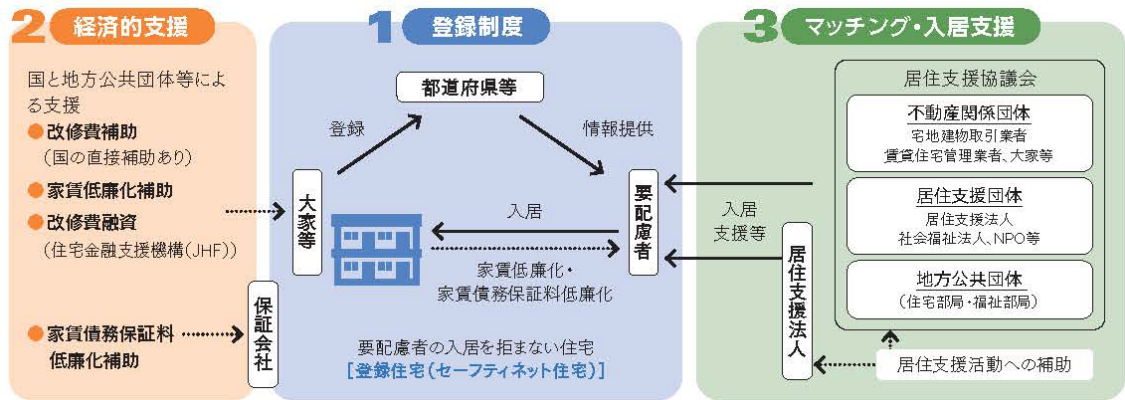 2 経済的支援
国と地方公共団体等によ
る支援
●改修費補助
(国の直接補助あり)
●家賃低廉化補助
●改修費融資
(住宅金融支援機構(JHF))
●家賃債務保証料
低廉化補助
保証会社
1 登録制度
都道府県等
登録
情報提供
大家等
要配慮者
入居
家賃低廉化・
家賃債務保証料低廉化
要配慮者の入居を拒まない住宅
[登録住宅(セーフティネット住宅)]
3 マッチング・入居支援
入居
支援等
居住支援法人
居住支援協議会
不動産関係団体
宅地建物取引業者
賃貸住宅管理業者、大家等
居住支援団体
居住支援法人
社会福祉法人、NPO等
地方公共団体
(住宅部局・福祉部局)
居住支援活動への補助